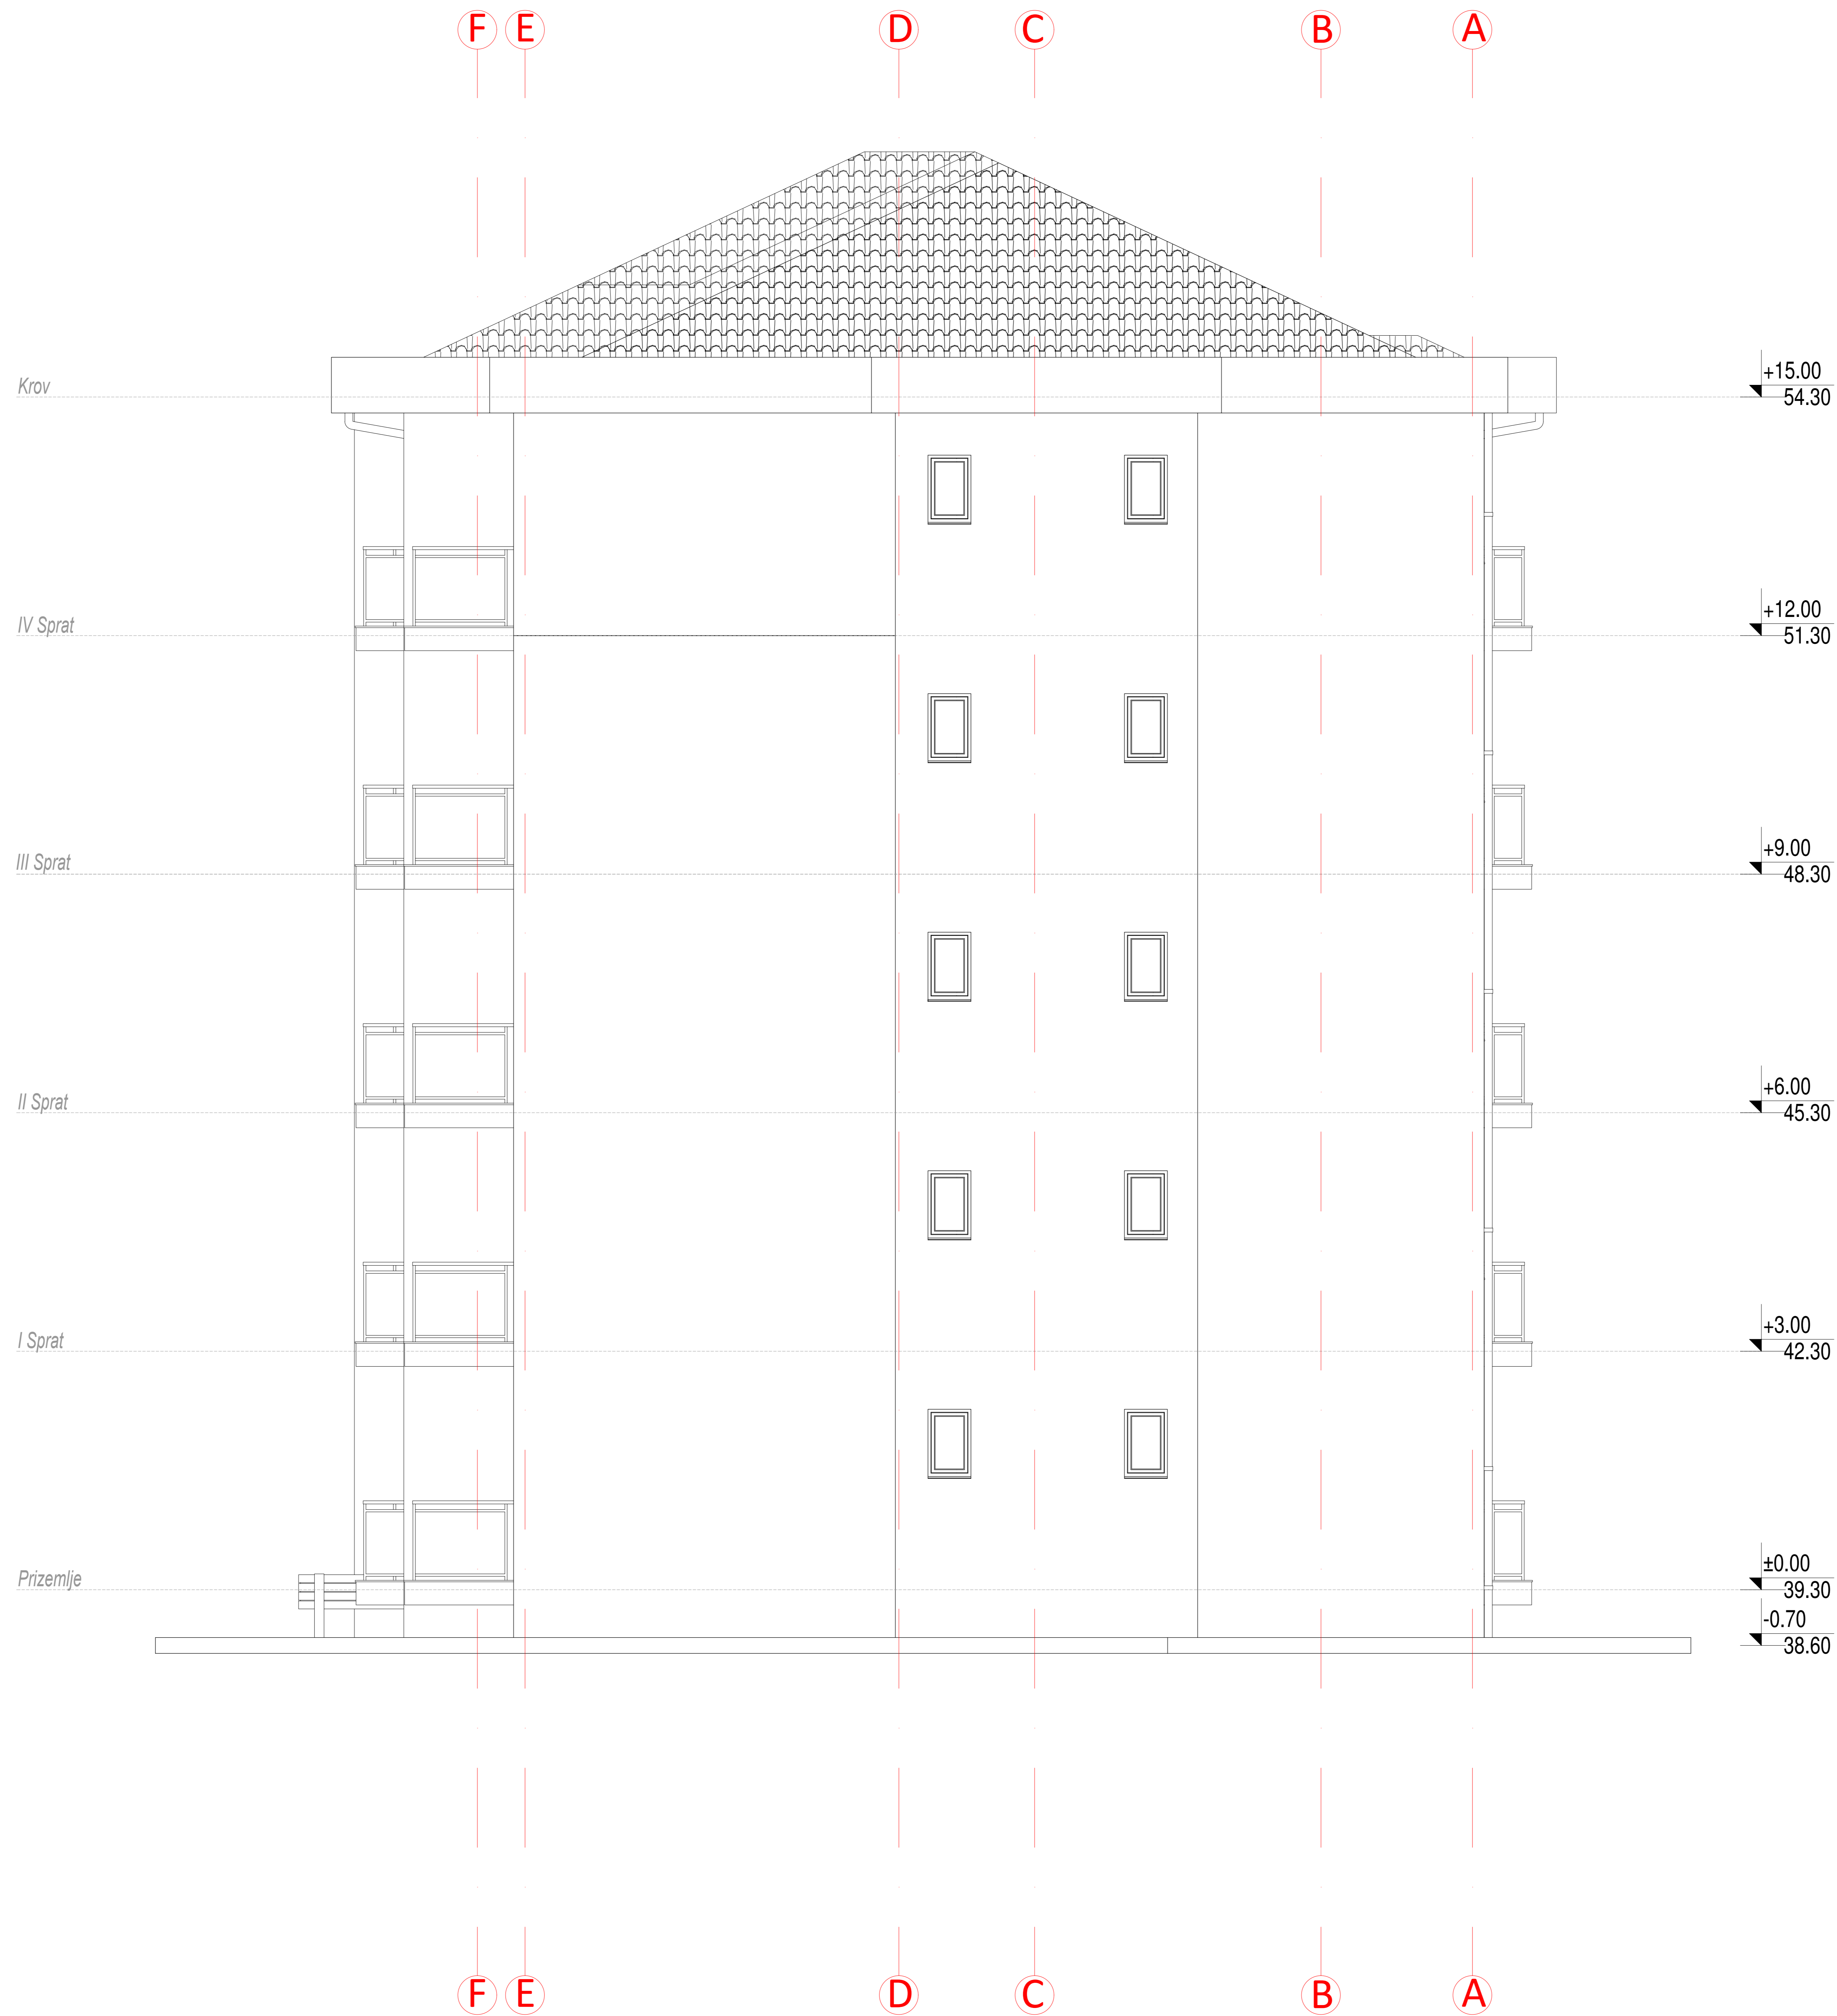 F E D C B A
Krov
+15.00
54.30
IV Sprat
+12.00
51.30
III Sprat
+9.00
48.30
II Sprat
+6.00
45.30
I Sprat
+3.00
42.30
Prizemlje
±0.00
39.30
-0.70
38.60
F E D C B A